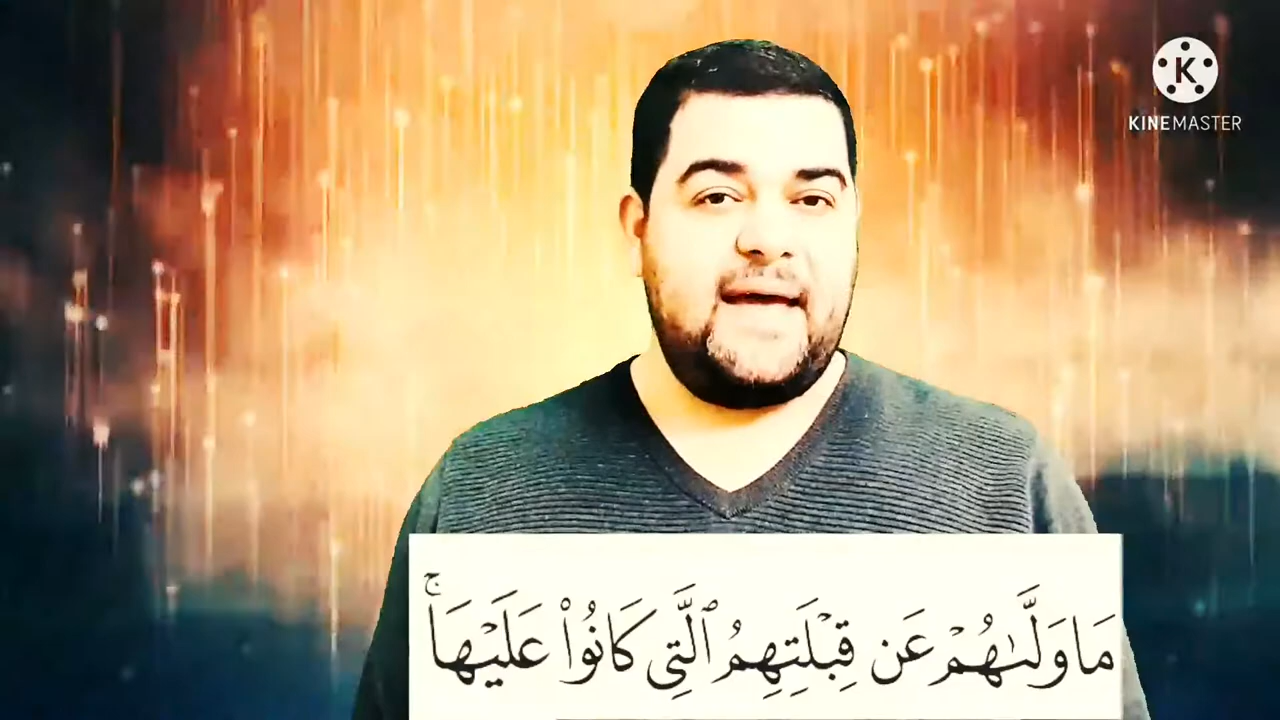 KINEMASTER
مَا وَلَّىٰهُمْ عَن قِبْلَتِهِمُ ٱلَّتِى كَانُوا۟ عَلَيْهَا ۚ